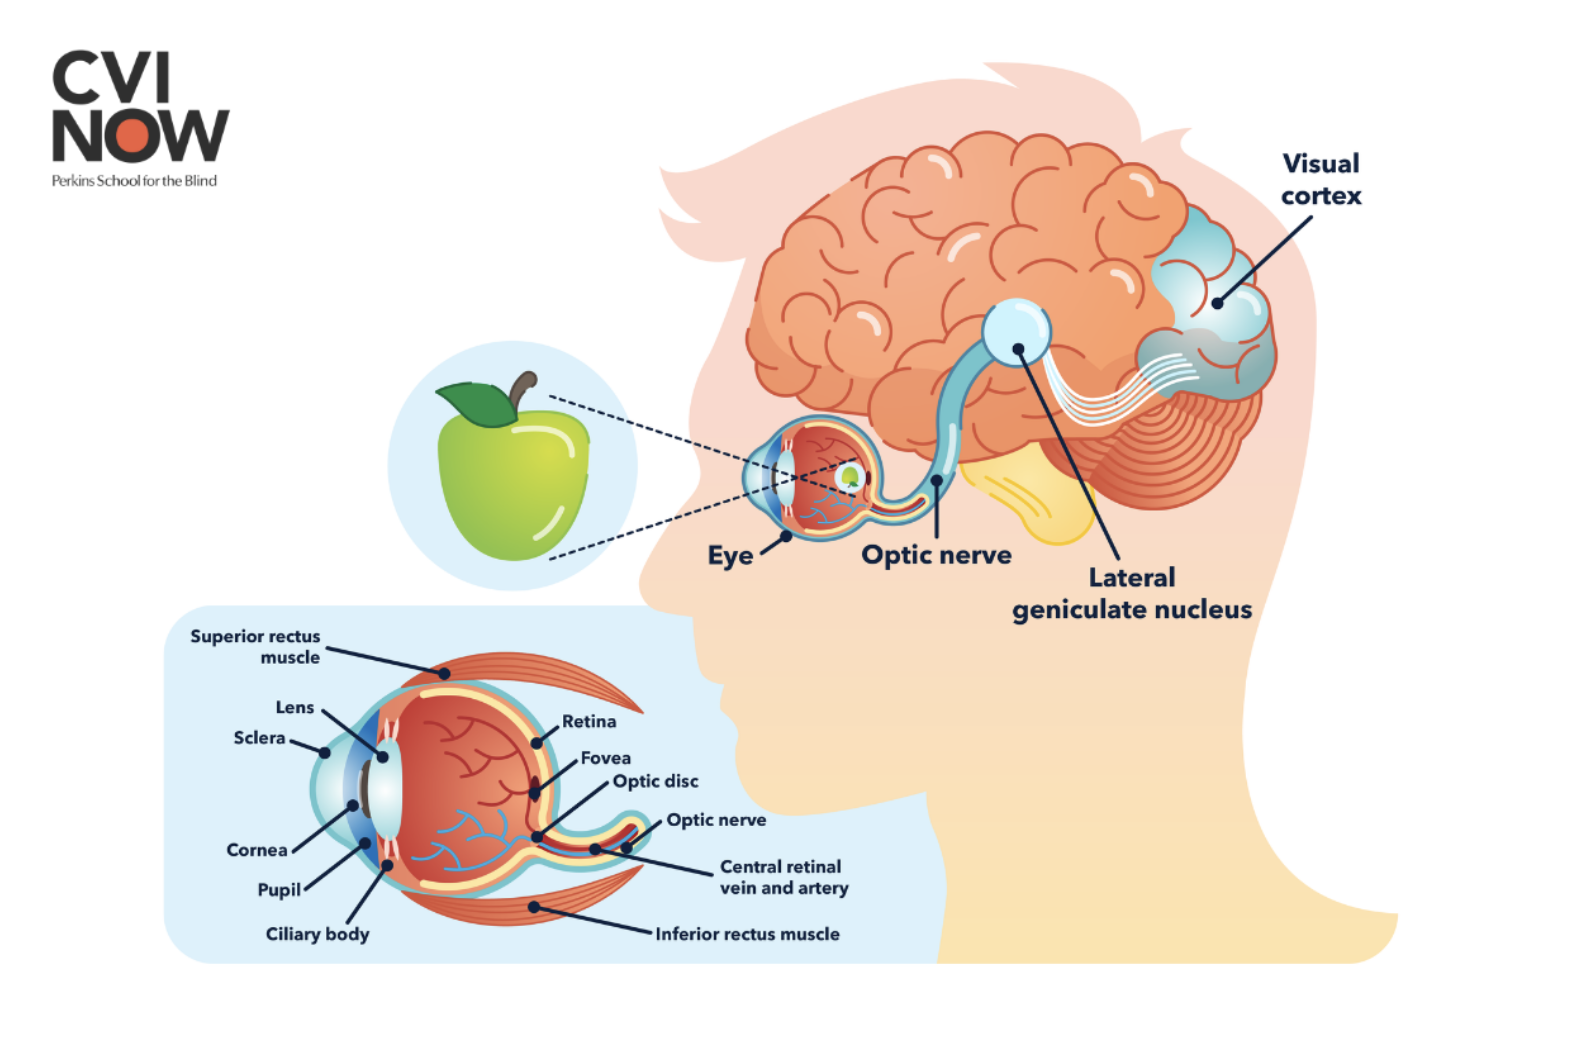 CVI
NOW
Perkins School for the Blind
Visual
cortex
Eye
Optic nerve
Lateral
geniculate nucleus
Superior rectus
muscle
Lens
Sclera
Retina
Fovea
Optic disc
Optic nerve
Cornea
Central retinal
vein and artery
Pupil
Ciliary body
Inferior rectus muscle